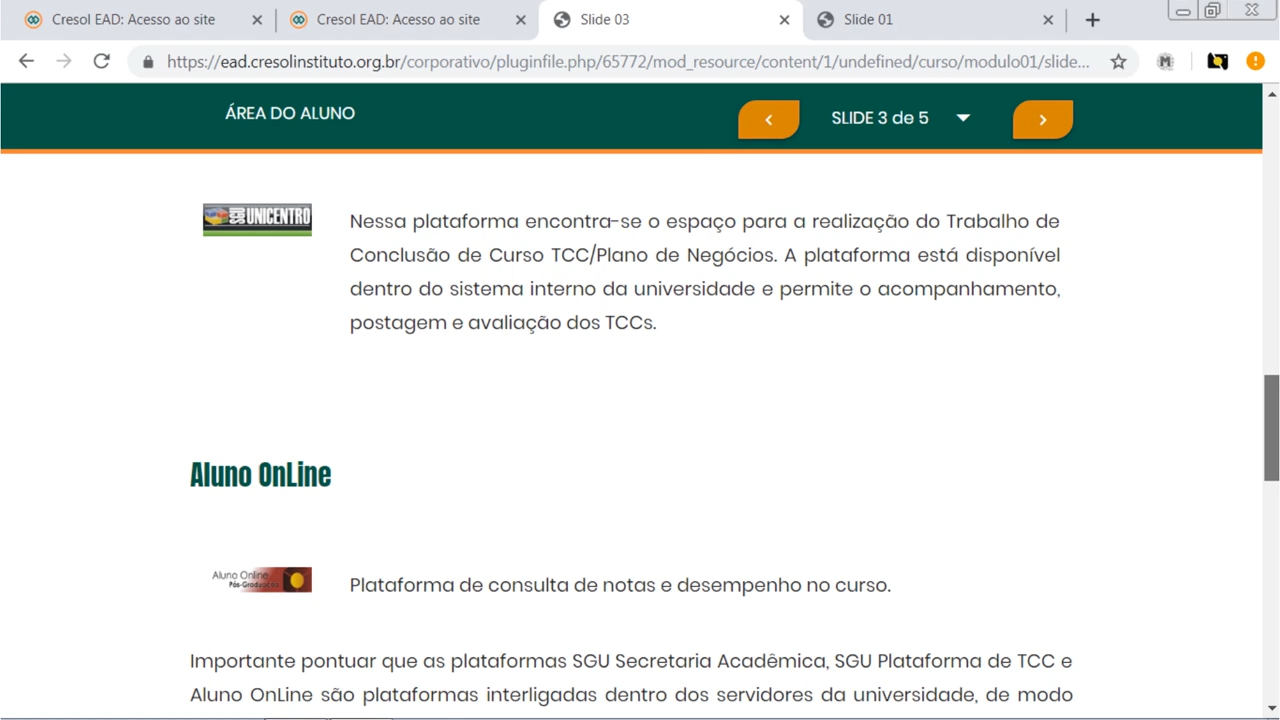 Cresol EAD: Acesso ao site
Cresol EAD: Acesso ao site
Slide 03
Slide 01
https://ead.cresolinstituto.org.br/corporativo/pluginfile.php/65772/mod_resource/content/1/undefined/curso/modulo01/slide...
ÁREA DO ALUNO
SLIDE 3 de 5
UNICENTRO
Nessa plataforma encontra-se o espaço para a realização do Trabalho de
Conclusão de Curso TCC/Plano de Negócios. A plataforma está disponível
dentro do sistema interno da universidade e permite o acompanhamento,
postagem e avaliação dos TCCs.
Aluno OnLine
Aluno Online
Pós-Graduação
Plataforma de consulta de notas e desempenho no curso.
Importante pontuar que as plataformas SGU Secretaria Acadêmica, SGU Plataforma de TCC e
Aluno OnLine são plataformas interligadas dentro dos servidores da universidade, de modo